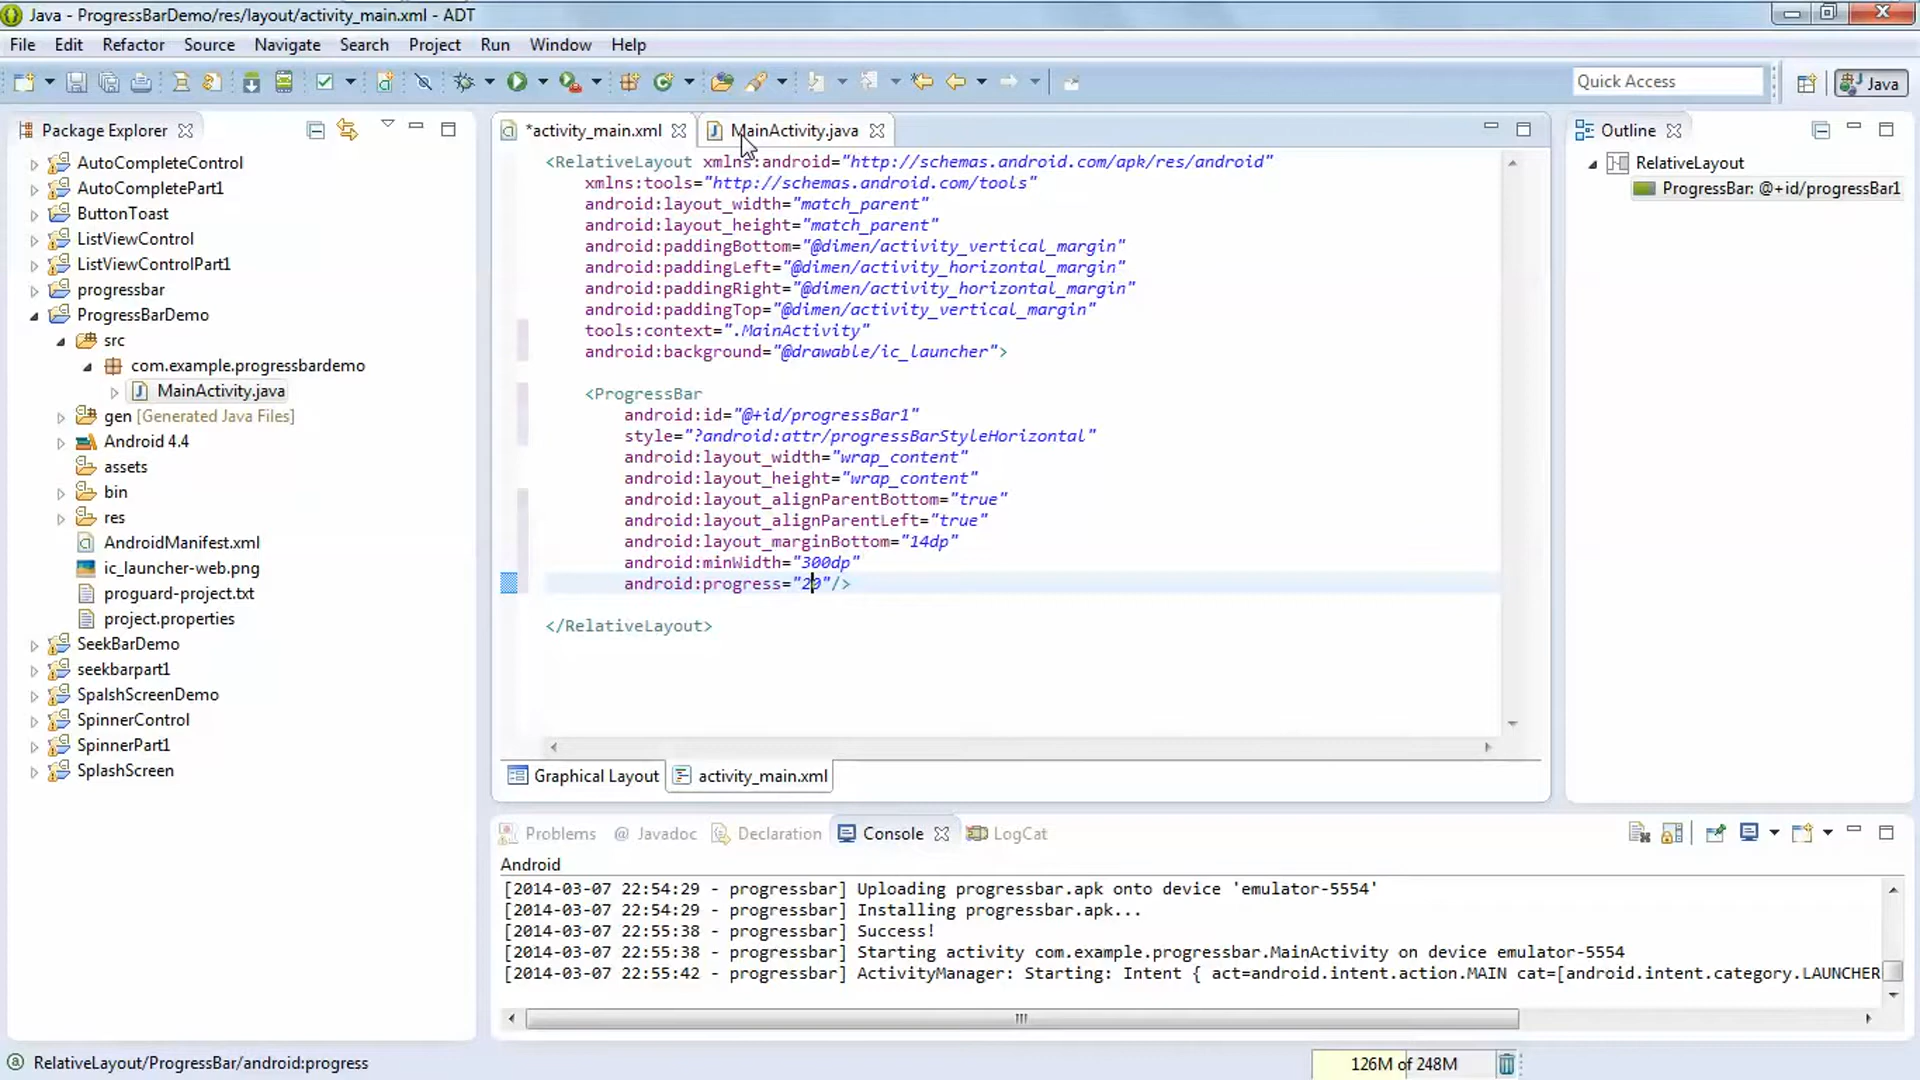 Java - ProgressBarDemo/res/layout/activity_main.xml - ADT
File Edit Refactor Source Navigate Search Project Run Window Help
Quick Access
Java
Package Explorer
AutoCompleteControl
AutoCompletePart1
ButtonToast
ListViewControl
ListViewControlPart1
progressbar
ProgressBarDemo
src
com.example.progressbardemo
MainActivity.java
gen [Generated Java Files]
Android 4.4
assets
bin
res
AndroidManifest.xml
ic_launcher-web.png
proguard-project.txt
project.properties
SeekBarDemo
seekbarpart1
SpalshScreenDemo
SpinnerControl
SpinnerPart1
SplashScreen
*activity_main.xml
MainActivity.java
<RelativeLayout xmlns:android="http://schemas.android.com/apk/res/android"
xmlns:tools="http://schemas.android.com/tools"
android:layout_width="match_parent"
android:layout_height="match_parent"
android:paddingBottom="@dimen/activity_vertical_margin"
android:paddingLeft="@dimen/activity_horizontal_margin"
android:paddingRight="@dimen/activity_horizontal_margin"
android:paddingTop="@dimen/activity_vertical_margin"
tools:context=".MainActivity"
android:background="@drawable/ic_launcher">
<ProgressBar
android:id="@+id/progressBar1"
style="?android:attr/progressBarStyleHorizontal"
android:layout_width="wrap_content"
android:layout_height="wrap_content"
android:layout_alignParentBottom="true"
android:layout_alignParentLeft="true"
android:layout_marginBottom="14dp"
android:minWidth="300dp"
android:progress="20"/>
</RelativeLayout>
Graphical Layout
activity_main.xml
Outline
RelativeLayout
ProgressBar: @+id/progressBar1
Problems @ Javadoc Declaration Console LogCat
Android
[2014-03-07 22:54:29 - progressbar] Uploading progressbar.apk onto device 'emulator-5554'
[2014-03-07 22:54:29 - progressbar] Installing progressbar.apk...
[2014-03-07 22:55:38 - progressbar] Success!
[2014-03-07 22:55:38 - progressbar] Starting activity com.example.progressbar.MainActivity on device emulator-5554
[2014-03-07 22:55:42 - progressbar] ActivityManager: Starting: Intent { act=android.intent.action.MAIN cat=[android.intent.category.LAUNCHER
RelativeLayout/ProgressBar/android:progress
126M of 248M